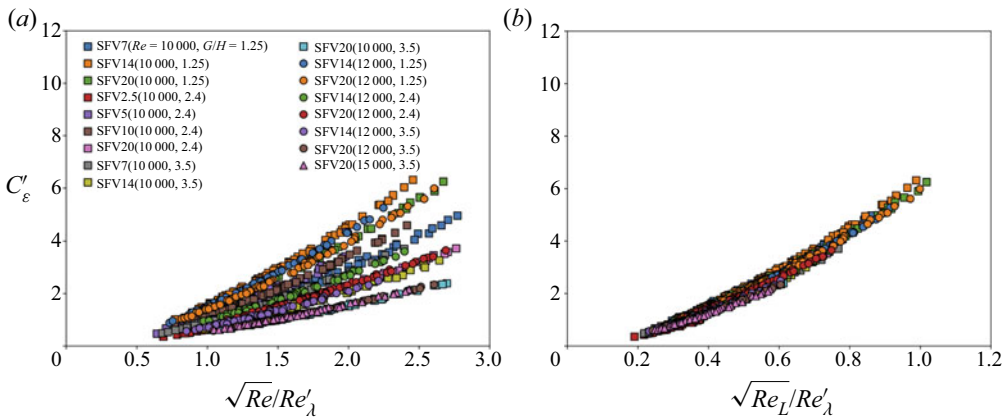 (a)
12
10
8
6
4
2
0
C′ε
SFV7(Re = 10 000, G/H = 1.25)
SFV14(10 000, 1.25)
SFV20(10 000, 1.25)
SFV2.5(10 000, 2.4)
SFV5(10 000, 2.4)
SFV10(10 000, 2.4)
SFV20(10 000, 2.4)
SFV7(10 000, 3.5)
SFV14(10 000, 3.5)
SFV20(10 000, 3.5)
SFV14(12 000, 1.25)
SFV20(12 000, 1.25)
SFV14(12 000, 2.4)
SFV20(12 000, 2.4)
SFV14(12 000, 3.5)
SFV20(12 000, 3.5)
SFV20(15 000, 3.5)
0.5 1.0 1.5 2.0 2.5 3.0
√Re/Re′λ
(b)
12
10
8
6
4
2
0
0.2 0.4 0.6 0.8 1.0 1.2
√ReL/Re′λ